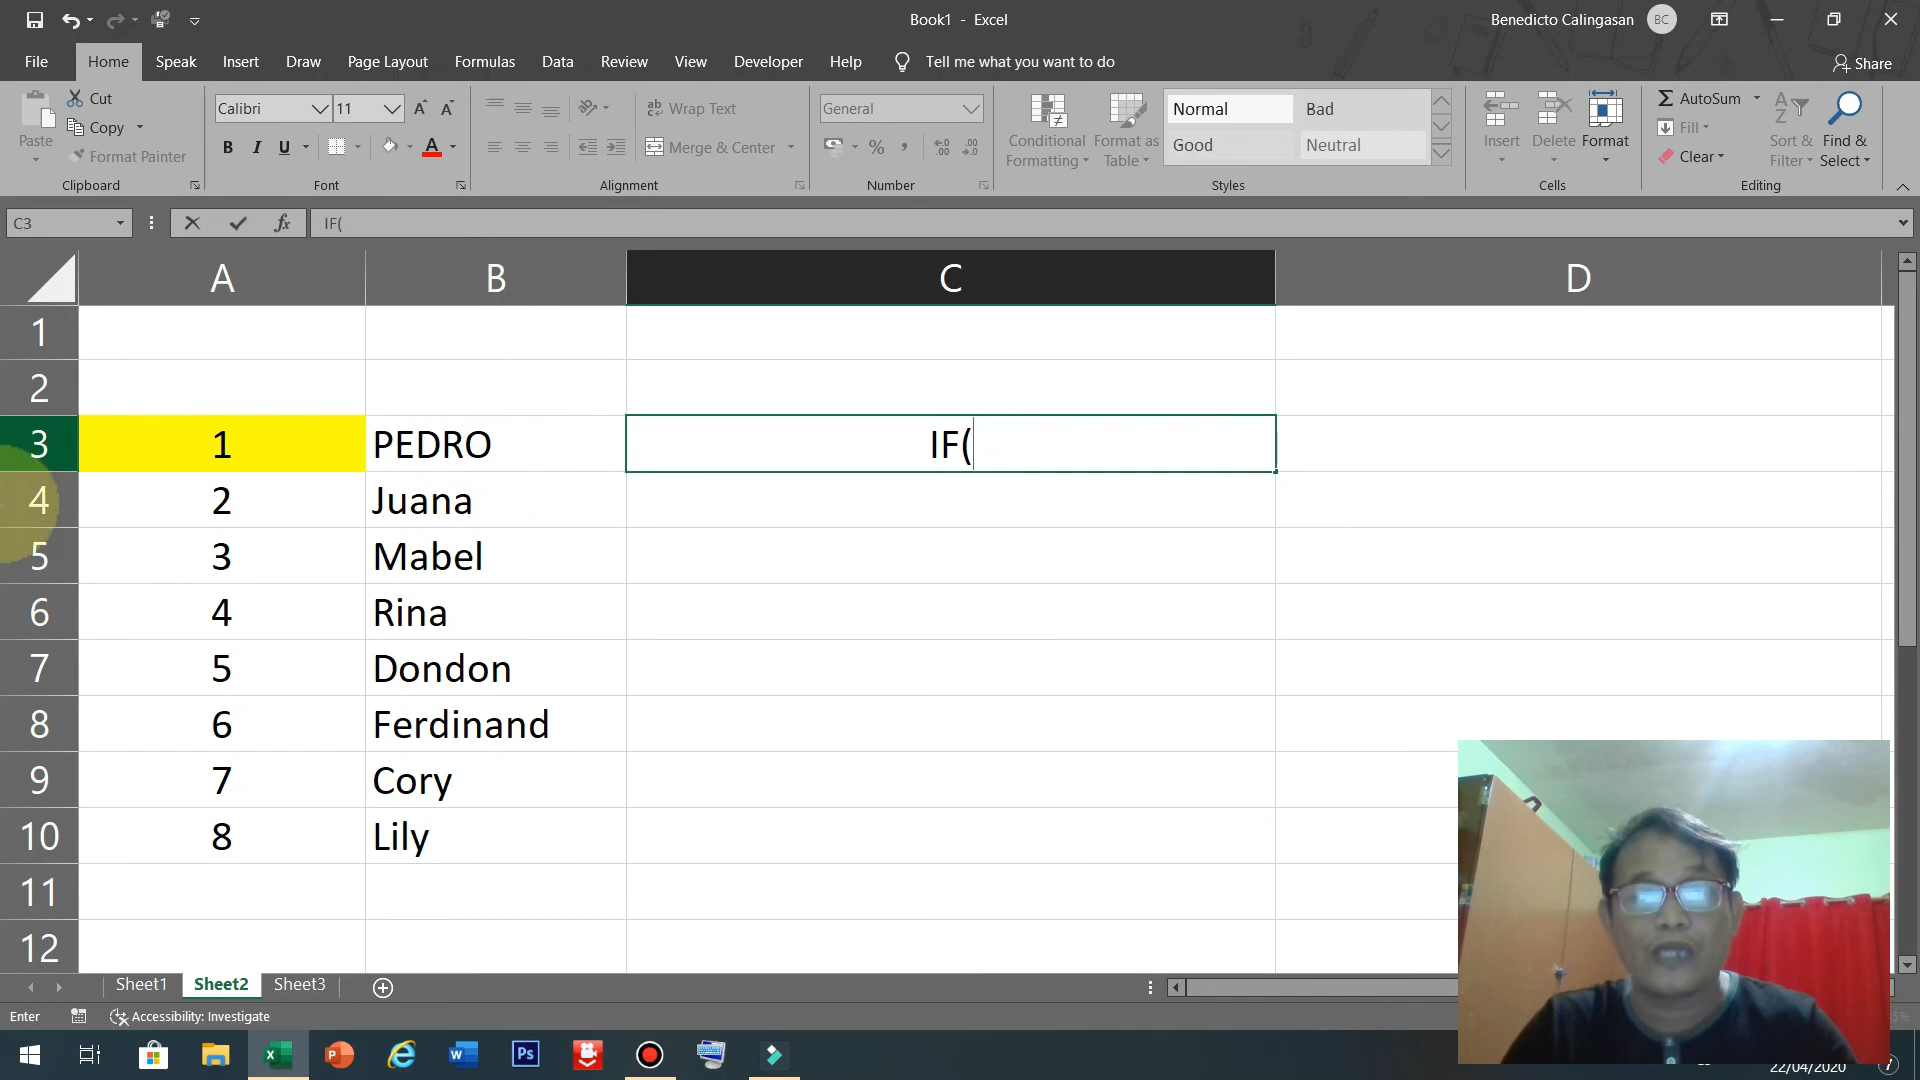 Book1 - Excel
Benedicto Calingasan
BC
File
Home
Speak
Insert
Draw
Page Layout
Formulas
Data
Review
View
Developer
Help
Tell me what you want to do
Share
Paste
Cut
Copy
Format Painter
Clipboard
Calibri
11
B
I
U
Font
Wrap Text
Merge & Center
Alignment
General
Number
Conditional
Formatting
Format as
Table
Normal
Bad
Good
Neutral
Styles
Insert
Delete
Format
Cells
AutoSum
Fill
Clear
Sort &
Filter
Find &
Select
Editing
C3
fx
IF(
A
B
C
D
1
2
3
1
PEDRO
IF(
4
2
Juana
5
3
Mabel
6
4
Rina
7
5
Dondon
8
6
Ferdinand
9
7
Cory
10
8
Lily
11
12
Sheet1
Sheet2
Sheet3
Enter
Accessibility: Investigate
22/04/2020